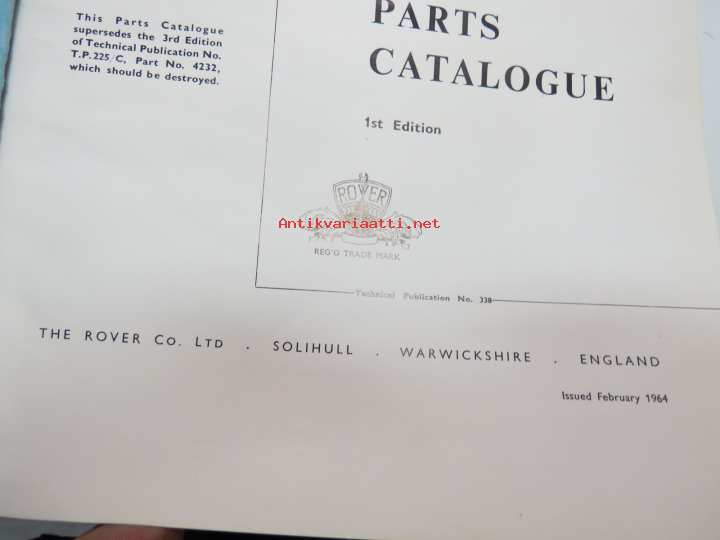 This Parts Catalogue
supersedes the 3rd Edition
of Technical Publication No.
T.P.225/C, Part No. 4232,
which should be destroyed.
PARTS
CATALOGUE
1st Edition
ROVER
Antikvariaatti.net
REG'D TRADE MARK
Technical Publication No. 338
THE ROVER CO. LTD . SOLIHULL . WARWICKSHIRE . ENGLAND
Issued February 1964